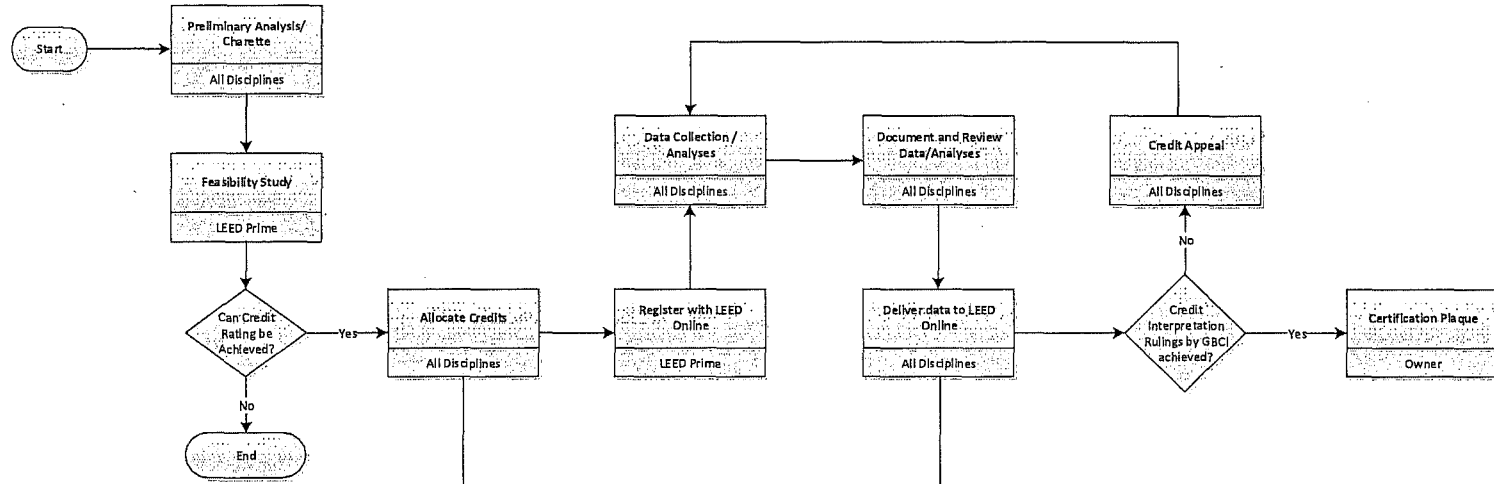 Start
Preliminary Analysis/
Charette
All Disciplines
Feasibility Study
LEED Prime
Can Credit
Rating be
Achieved?
Yes
No
End
Allocate Credits
All Disciplines
Register with LEED
Online
LEED Prime
Data Collection /
Analyses
All Disciplines
Document and Review
Data/Analyses
All Disciplines
Deliver data to LEED
Online
All Disciplines
Credit
Interpretation
Rulings by GBCI
achieved?
No
Credit Appeal
All Disciplines
Yes
Certification Plaque
Owner